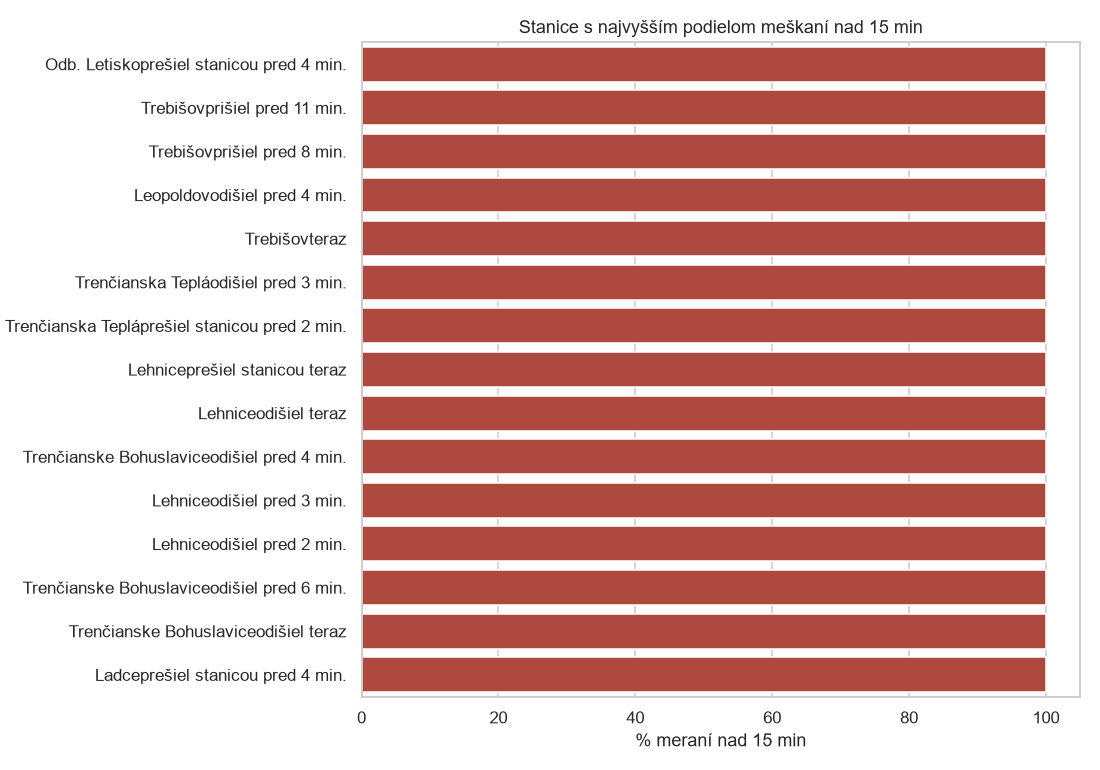 Stanice s najvyšším podielom meškaní nad 15 min
Odb. Letiskoprešiel stanicou pred 4 min.
Trebišovprišiel pred 11 min.
Trebišovprišiel pred 8 min.
Leopoldovodišiel pred 4 min.
Trebišovteraz
Trenčianska Tepláodišiel pred 3 min.
Trenčianska Tepláprešiel stanicou pred 2 min.
Lehniceprešiel stanicou teraz
Lehniceodišiel teraz
Trenčianske Bohuslaviceodišiel pred 4 min.
Lehniceodišiel pred 3 min.
Lehniceodišiel pred 2 min.
Trenčianske Bohuslaviceodišiel pred 6 min.
Trenčianske Bohuslaviceodišiel teraz
Ladceprešiel stanicou pred 4 min.
0 20 40 60 80 100
% meraní nad 15 min